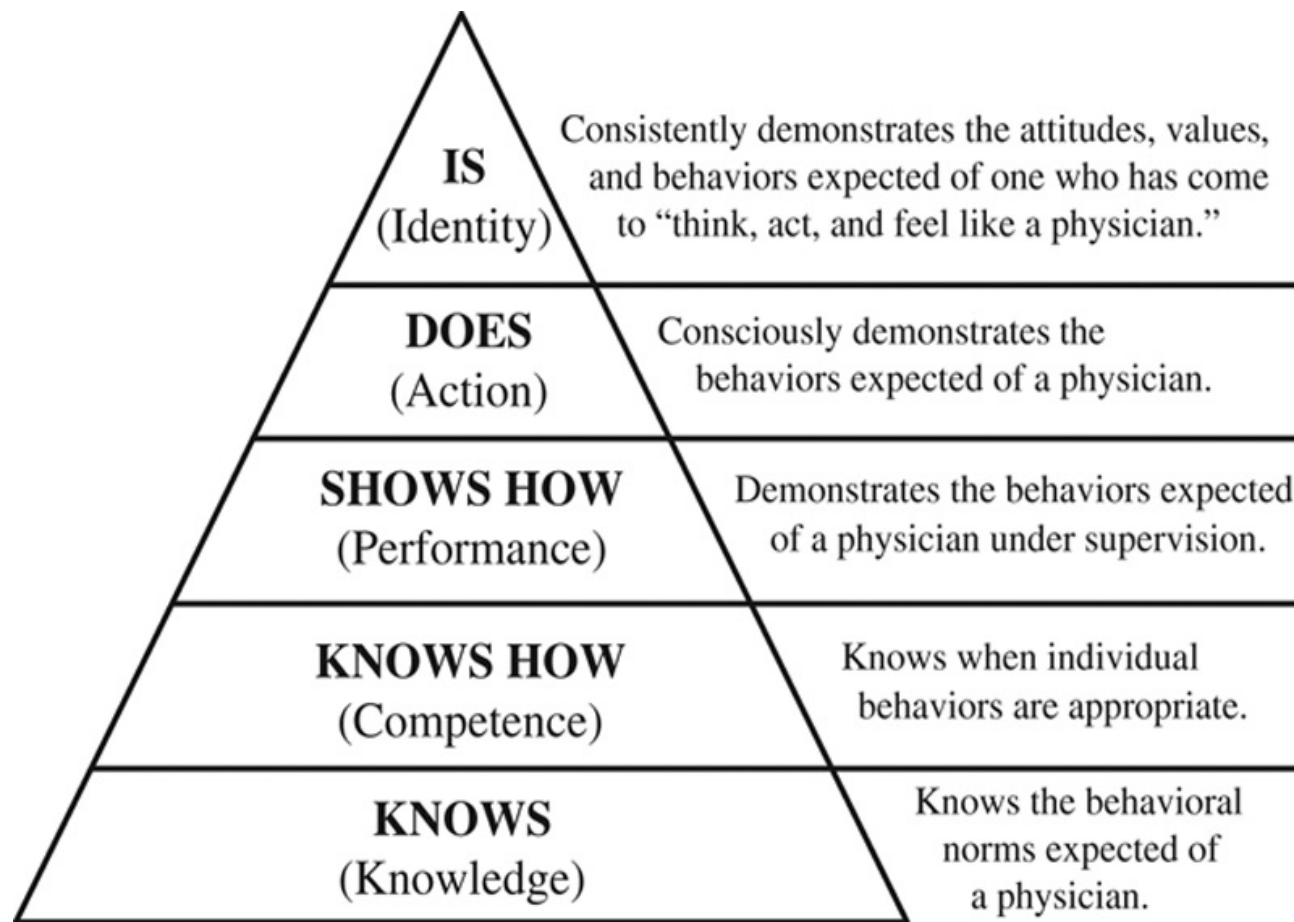 IS
(Identity)
Consistently demonstrates the attitudes, values,
and behaviors expected of one who has come
to “think, act, and feel like a physician.”
DOES
(Action)
Consciously demonstrates the
behaviors expected of a physician.
SHOWS HOW
(Performance)
Demonstrates the behaviors expected
of a physician under supervision.
KNOWS HOW
(Competence)
Knows when individual
behaviors are appropriate.
KNOWS
(Knowledge)
Knows the behavioral
norms expected of
a physician.